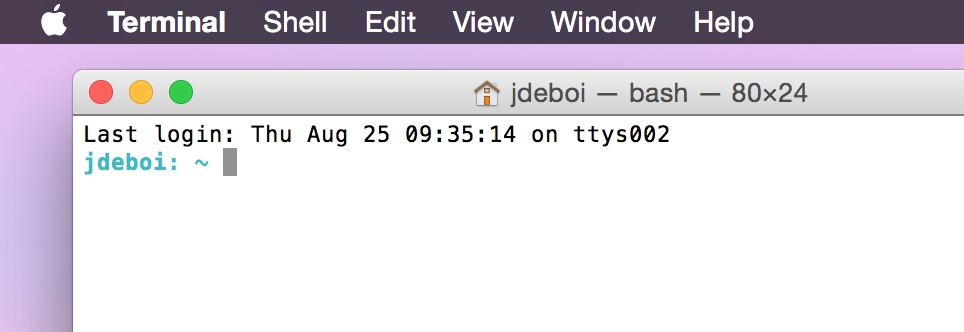 Terminal Shell Edit View Window Help
jdeboi — bash — 80×24
Last login: Thu Aug 25 09:35:14 on ttys002
jdeboi: ~